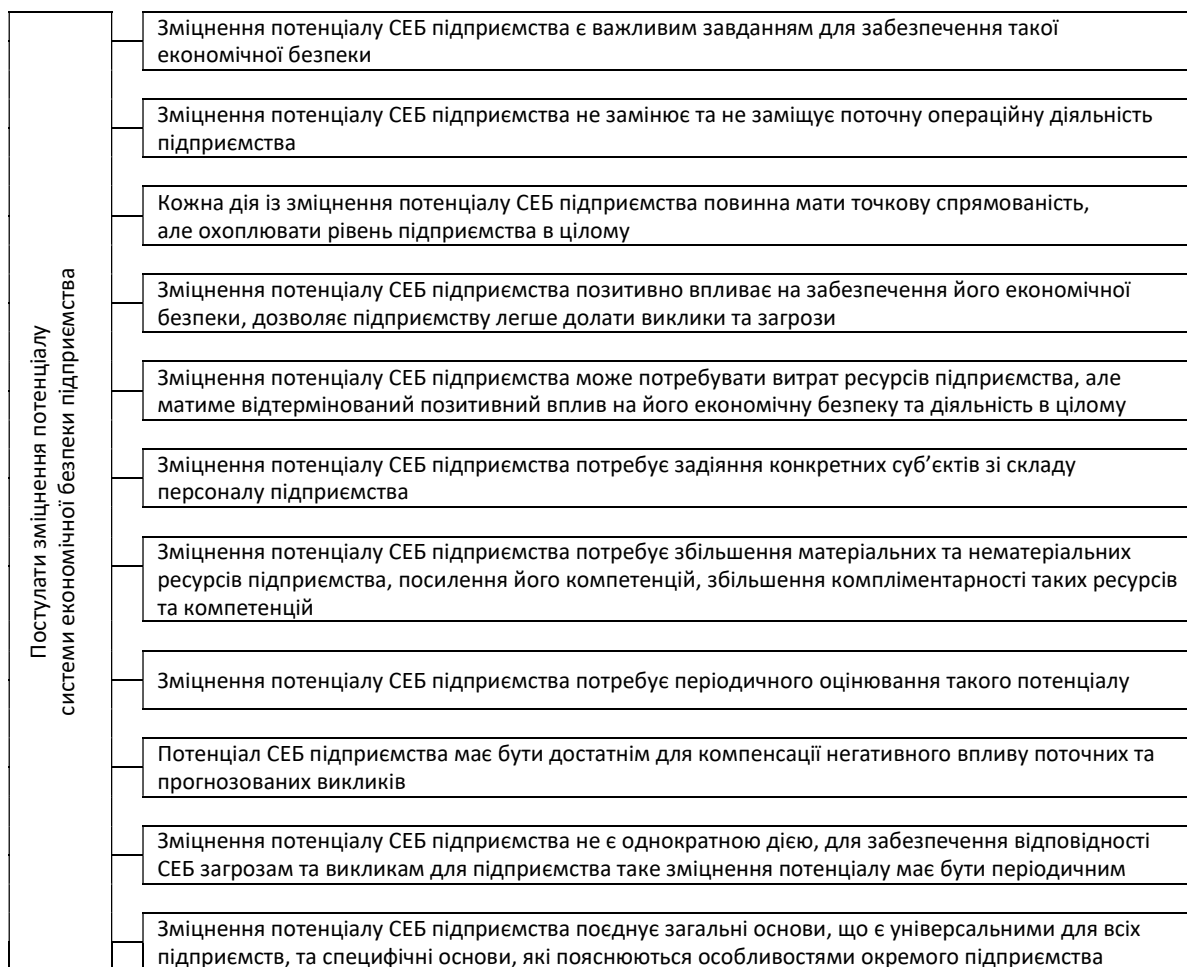 Постулати зміцнення потенціалу
системи економічної безпеки підприємства
Зміцнення потенціалу СЕБ підприємства є важливим завданням для забезпечення такої
економічної безпеки
Зміцнення потенціалу СЕБ підприємства не замінює та не заміщує поточну операційну діяльність
підприємства
Кожна дія із зміцнення потенціалу СЕБ підприємства повинна мати точкову спрямованість,
але охоплювати рівень підприємства в цілому
Зміцнення потенціалу СЕБ підприємства позитивно впливає на забезпечення його економічної
безпеки, дозволяє підприємству легше долати виклики та загрози
Зміцнення потенціалу СЕБ підприємства може потребувати витрат ресурсів підприємства, але
матиме відтермінований позитивний вплив на його економічну безпеку та діяльність в цілому
Зміцнення потенціалу СЕБ підприємства потребує задіяння конкретних суб’єктів зі складу
персоналу підприємства
Зміцнення потенціалу СЕБ підприємства потребує збільшення матеріальних та нематеріальних
ресурсів підприємства, посилення його компетенцій, збільшення компліментарності таких ресурсів
та компетенцій
Зміцнення потенціалу СЕБ підприємства потребує періодичного оцінювання такого потенціалу
Потенціал СЕБ підприємства має бути достатнім для компенсації негативного впливу поточних та
прогнозованих викликів
Зміцнення потенціалу СЕБ підприємства не є однократною дією, для забезпечення відповідності
СЕБ загрозам та викликам для підприємства таке зміцнення потенціалу має бути періодичним
Зміцнення потенціалу СЕБ підприємства поєднує загальні основи, що є універсальними для всіх
підприємств, та специфічні основи, які пояснюються особливостями окремого підприємства